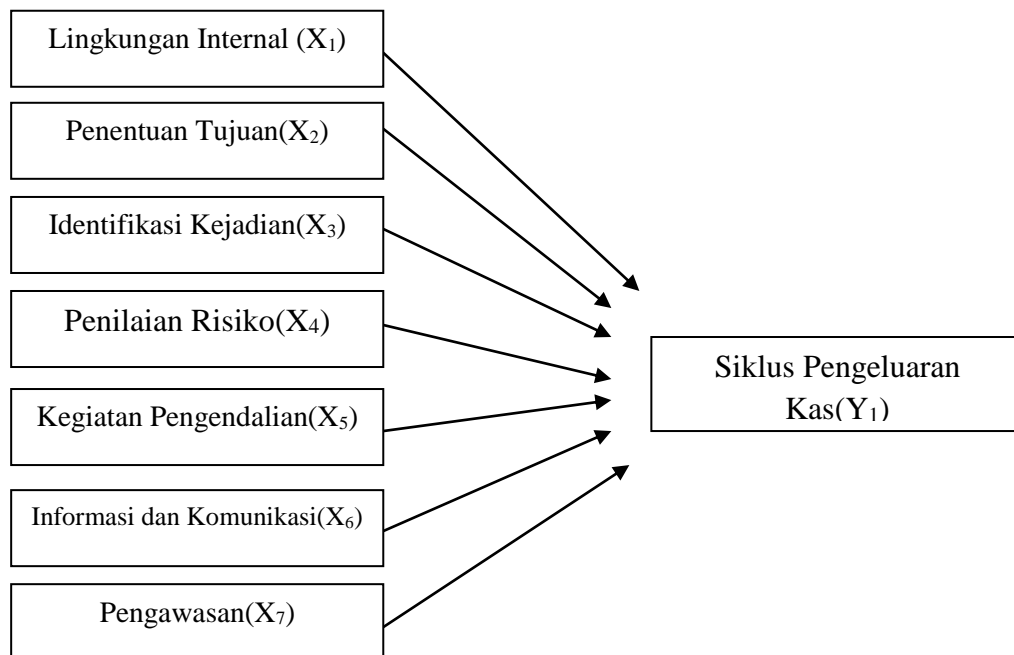 Lingkungan Internal (X₁)
Penentuan Tujuan(X₂)
Identifikasi Kejadian(X₃)
Penilaian Risiko(X₄)
Kegiatan Pengendalian(X₅)
Informasi dan Komunikasi(X₆)
Pengawasan(X₇)
Siklus Pengeluaran
Kas(Y₁)